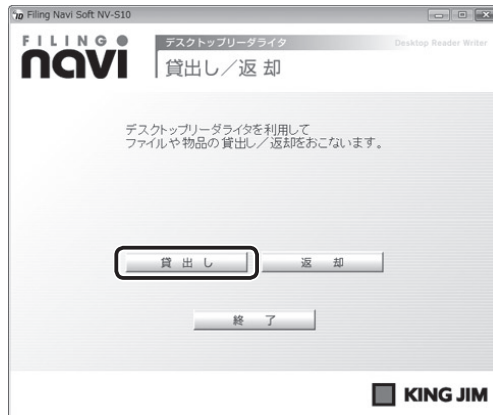 Filing Navi Soft NV-S10
FILING
navi
デスクトップリーダライタ
Desktop Reader Writer
貸出し／返 却
デスクトップリーダライタを利用して
ファイルや物品の貸出し／返却をおこないます。
貸 出 し
返 却
終 了
KING JIM